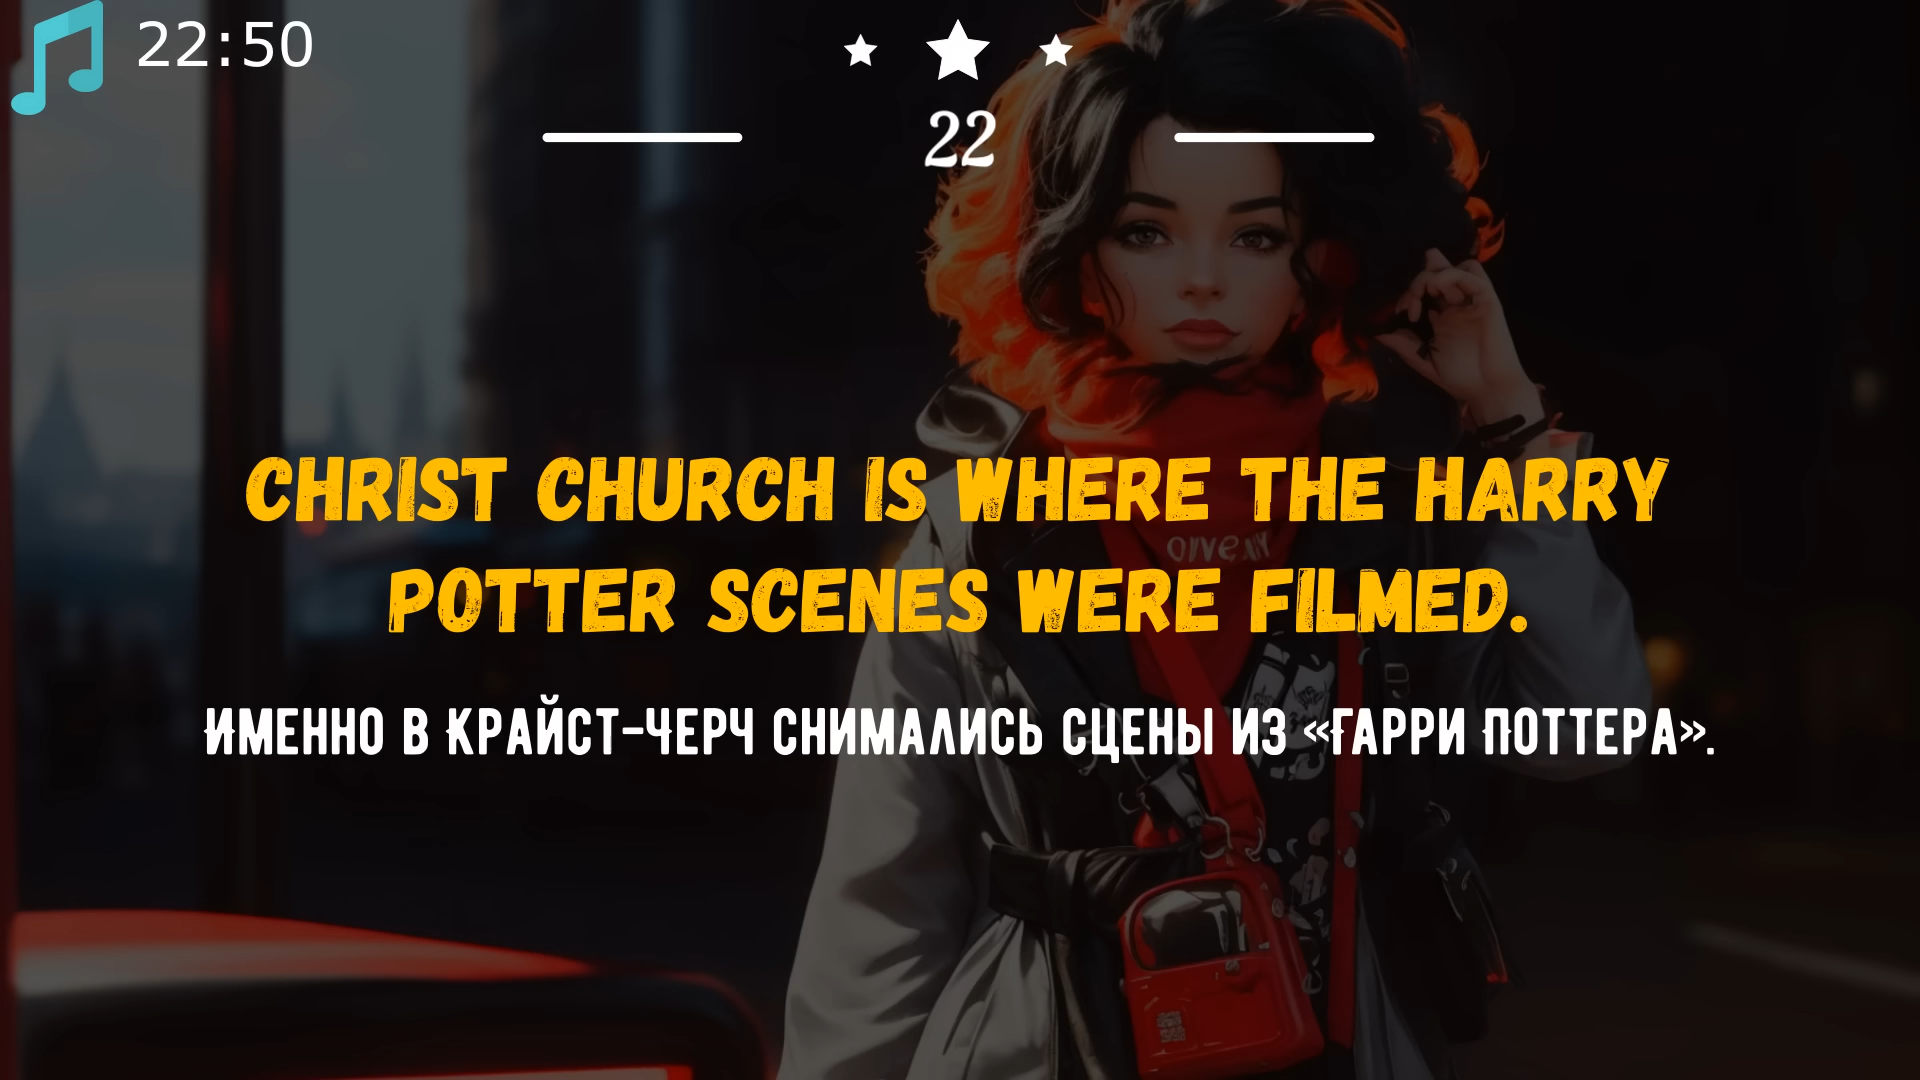 22:50
22
CHRIST CHURCH IS WHERE THE HARRY
POTTER SCENES WERE FILMED.
ИМЕННО В КРАЙСТ-ЧЕРЧ СНИМАЛИСЬ СЦЕНЫ ИЗ «ГАРРИ ПОТТЕРА».